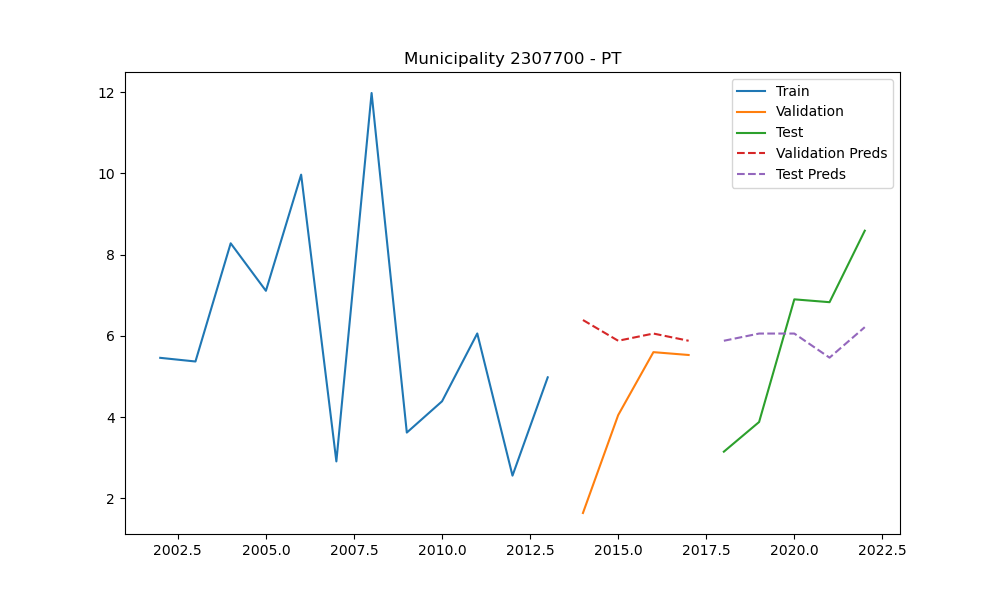 Municipality 2307700 - PT
Train
Validation
Test
Validation Preds
Test Preds
12
10
8
6
4
2
2002.5
2005.0
2007.5
2010.0
2012.5
2015.0
2017.5
2020.0
2022.5